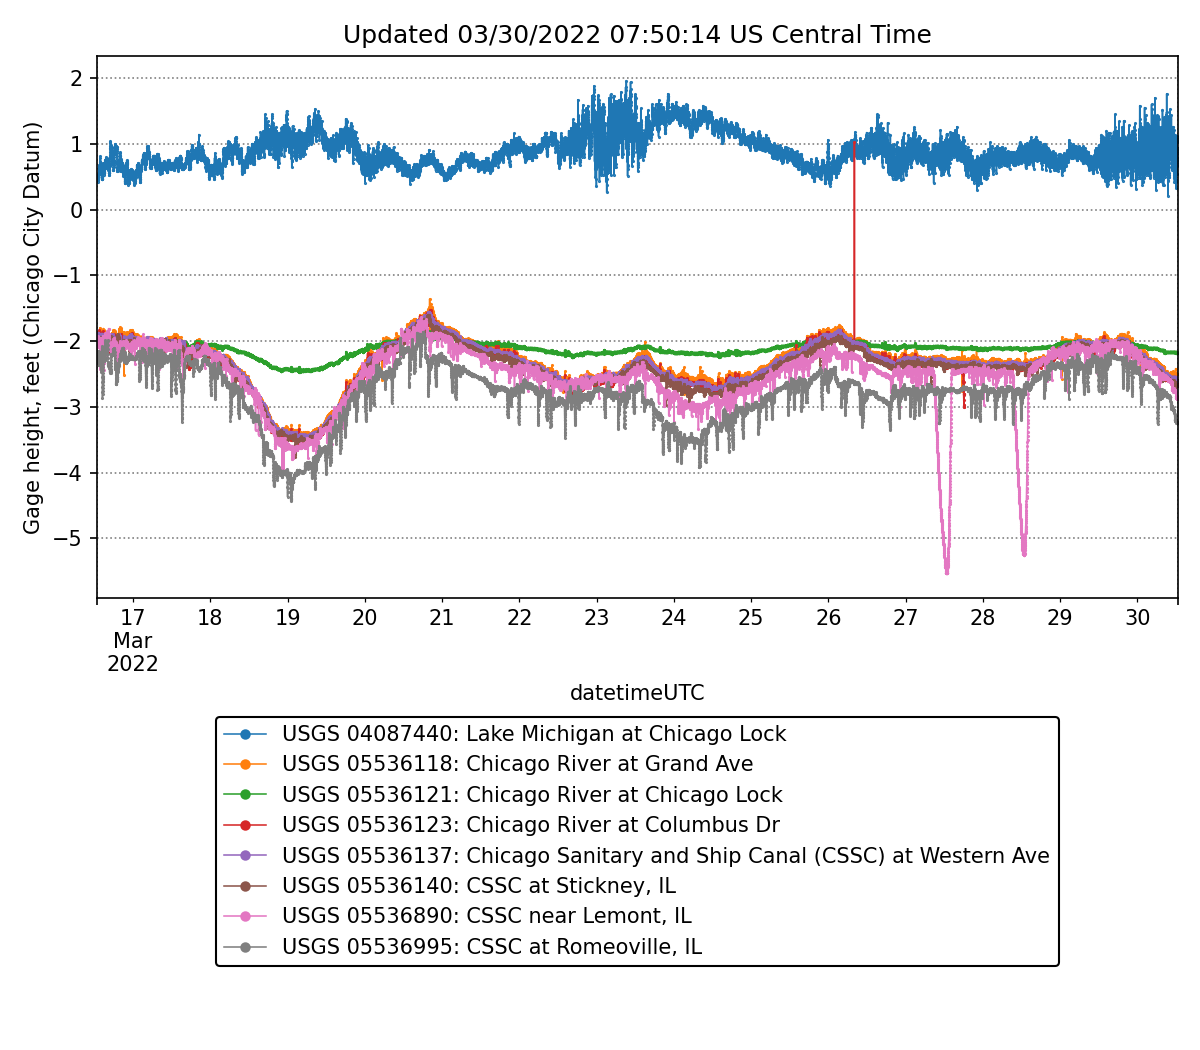 Updated 03/30/2022 07:50:14 US Central Time
Gage height, feet (Chicago City Datum)
2
1
0
−1
−2
−3
−4
−5
17 18 19 20 21 22 23 24 25 26 27 28 29 30
Mar
2022
datetimeUTC
USGS 04087440: Lake Michigan at Chicago Lock
USGS 05536118: Chicago River at Grand Ave
USGS 05536121: Chicago River at Chicago Lock
USGS 05536123: Chicago River at Columbus Dr
USGS 05536137: Chicago Sanitary and Ship Canal (CSSC) at Western Ave
USGS 05536140: CSSC at Stickney, IL
USGS 05536890: CSSC near Lemont, IL
USGS 05536995: CSSC at Romeoville, IL